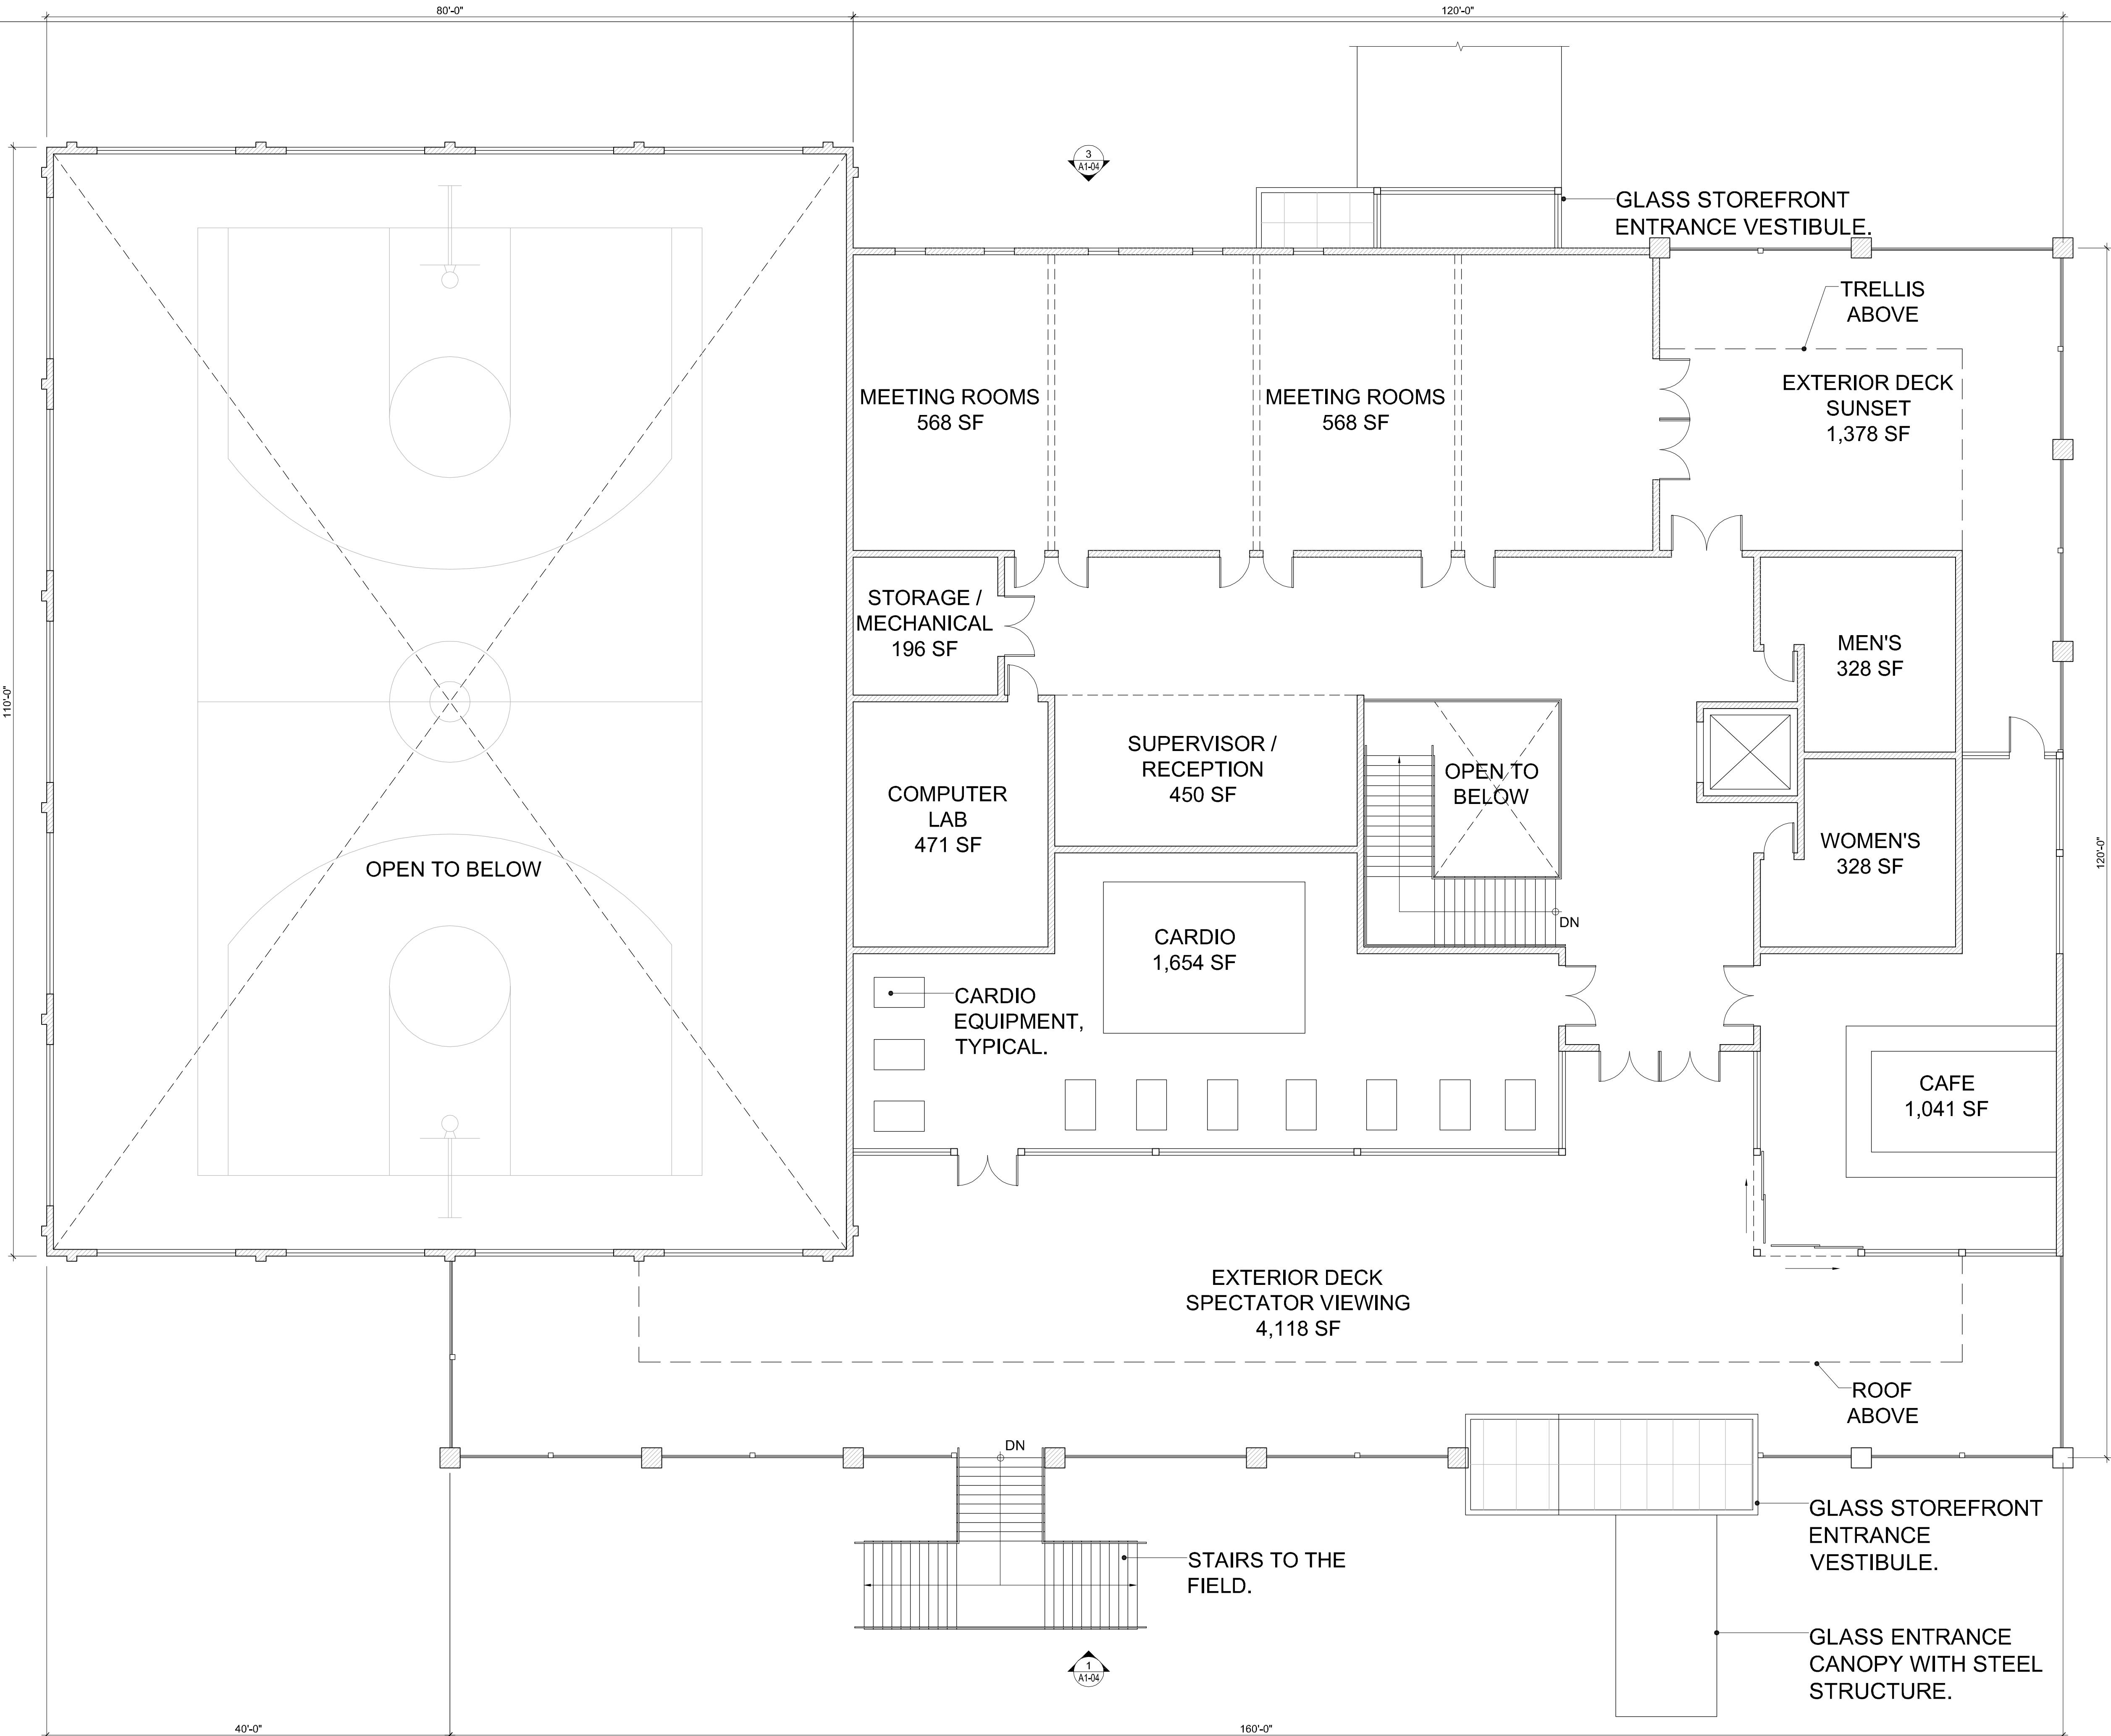 80'-0"
120'-0"
3
A1-04
GLASS STOREFRONT
ENTRANCE VESTIBULE.
TRELLIS
ABOVE
MEETING ROOMS
568 SF
MEETING ROOMS
568 SF
EXTERIOR DECK
SUNSET
1,378 SF
110'-0"
STORAGE /
MECHANICAL
196 SF
MEN'S
328 SF
SUPERVISOR /
RECEPTION
450 SF
OPEN TO
BELOW
COMPUTER
LAB
471 SF
WOMEN'S
328 SF
120'-0"
OPEN TO BELOW
DN
CARDIO
1,654 SF
CARDIO
EQUIPMENT,
TYPICAL.
CAFE
1,041 SF
EXTERIOR DECK
SPECTATOR VIEWING
4,118 SF
ROOF
ABOVE
DN
GLASS STOREFRONT
ENTRANCE
VESTIBULE.
STAIRS TO THE
FIELD.
GLASS ENTRANCE
CANOPY WITH STEEL
STRUCTURE.
1
A1-04
40'-0"
160'-0"